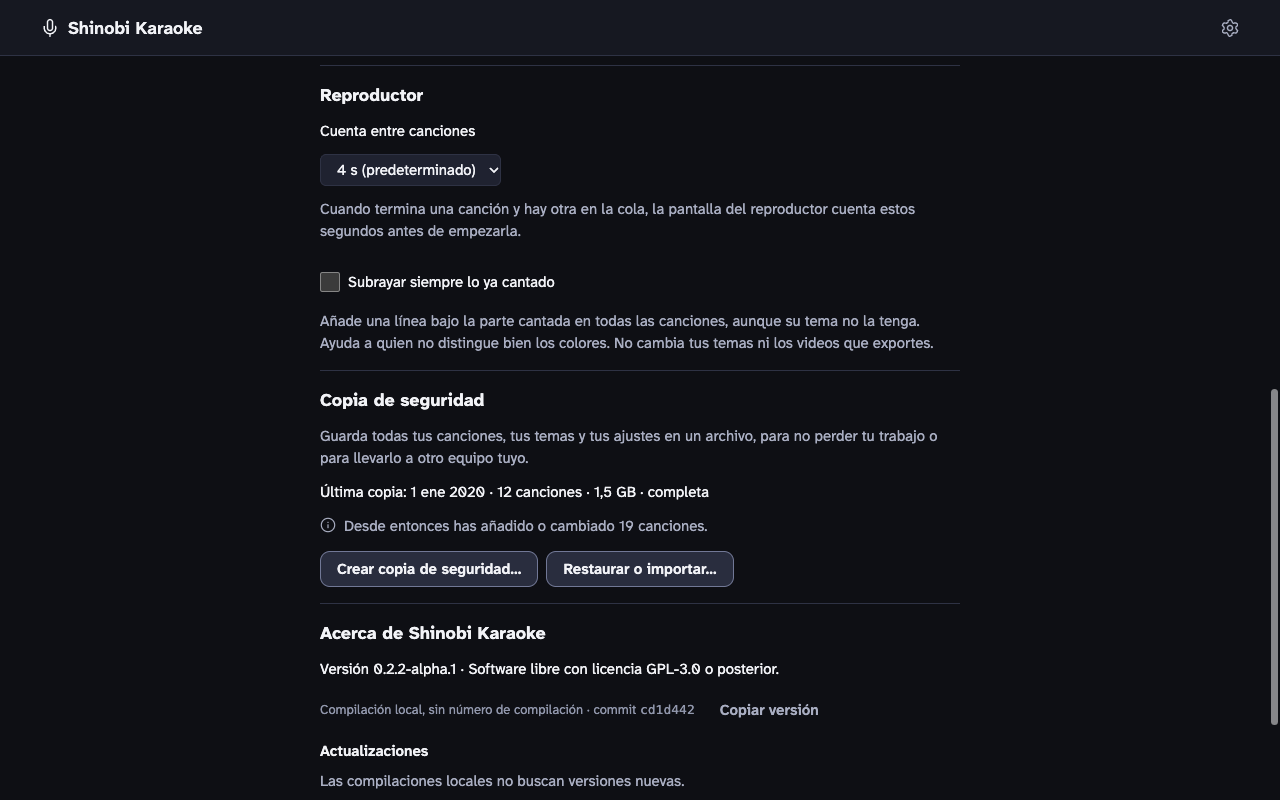 Shinobi Karaoke
Reproductor
Cuenta entre canciones
4 s (predeterminado)
Cuando termina una canción y hay otra en la cola, la pantalla del reproductor cuenta estos
segundos antes de empezarla.
Subrayar siempre lo ya cantado
Añade una línea bajo la parte cantada en todas las canciones, aunque su tema no la tenga.
Ayuda a quien no distingue bien los colores. No cambia tus temas ni los videos que exportes.
Copia de seguridad
Guarda todas tus canciones, tus temas y tus ajustes en un archivo, para no perder tu trabajo o
para llevarlo a otro equipo tuyo.
Última copia: 1 ene 2020 · 12 canciones · 1,5 GB · completa
Desde entonces has añadido o cambiado 19 canciones.
Crear copia de seguridad... Restaurar o importar...
Acerca de Shinobi Karaoke
Versión 0.2.2-alpha.1 · Software libre con licencia GPL-3.0 o posterior.
Compilación local, sin número de compilación · commit cd1d442 Copiar versión
Actualizaciones
Las compilaciones locales no buscan versiones nuevas.